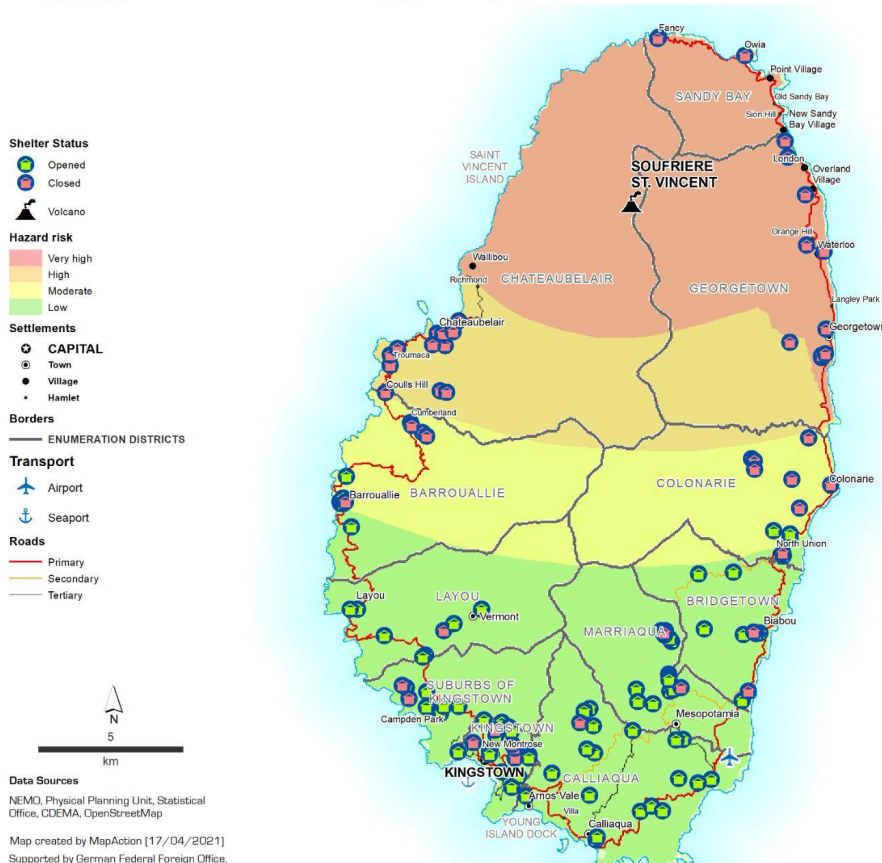 Shelter Status
Opened
Closed
Volcano
Hazard risk
Very high
High
Moderate
Low
Settlements
CAPITAL
Town
Village
Hamlet
Borders
ENUMERATION DISTRICTS
Transport
Airport
Seaport
Roads
Primary
Secondary
Tertiary
N
5
km
Data Sources
NEMO, Physical Planning Unit, Statistical
Office, CDEMA, OpenStreetMap
Map created by MapAction (17/04/2021)
Supported by German Federal Foreign Office.
Fancy
Owia
Point Village
SANDY BAY
Old Sandy Bay
Sion Hill
New Sandy
Bay Village
SAINT
VINCENT
ISLAND
SOUFRIERE
ST. VINCENT
London
Overland
Village
Orange Hill
Waterloo
Wallibou
Richmond
CHATEAUBELAIR
GEORGETOWN
Langley Park
Chateaubelair
Georgetown
Troumaca
Coulls Hill
Cumberland
BARROUALLIE
COLONARIE
Colonarie
Barrouallie
North Union
Layou
LAYOU
Vermont
BRIDGETOWN
MARRIAQUA
Biabou
SUBURBS OF
KINGSTOWN
Campden Park
KINGSTOWN
Mesopotamia
New Montrose
KINGSTOWN
CALLIAQUA
Arnos Vale
Villa
YOUNG
ISLAND DOCK
Calliaqua